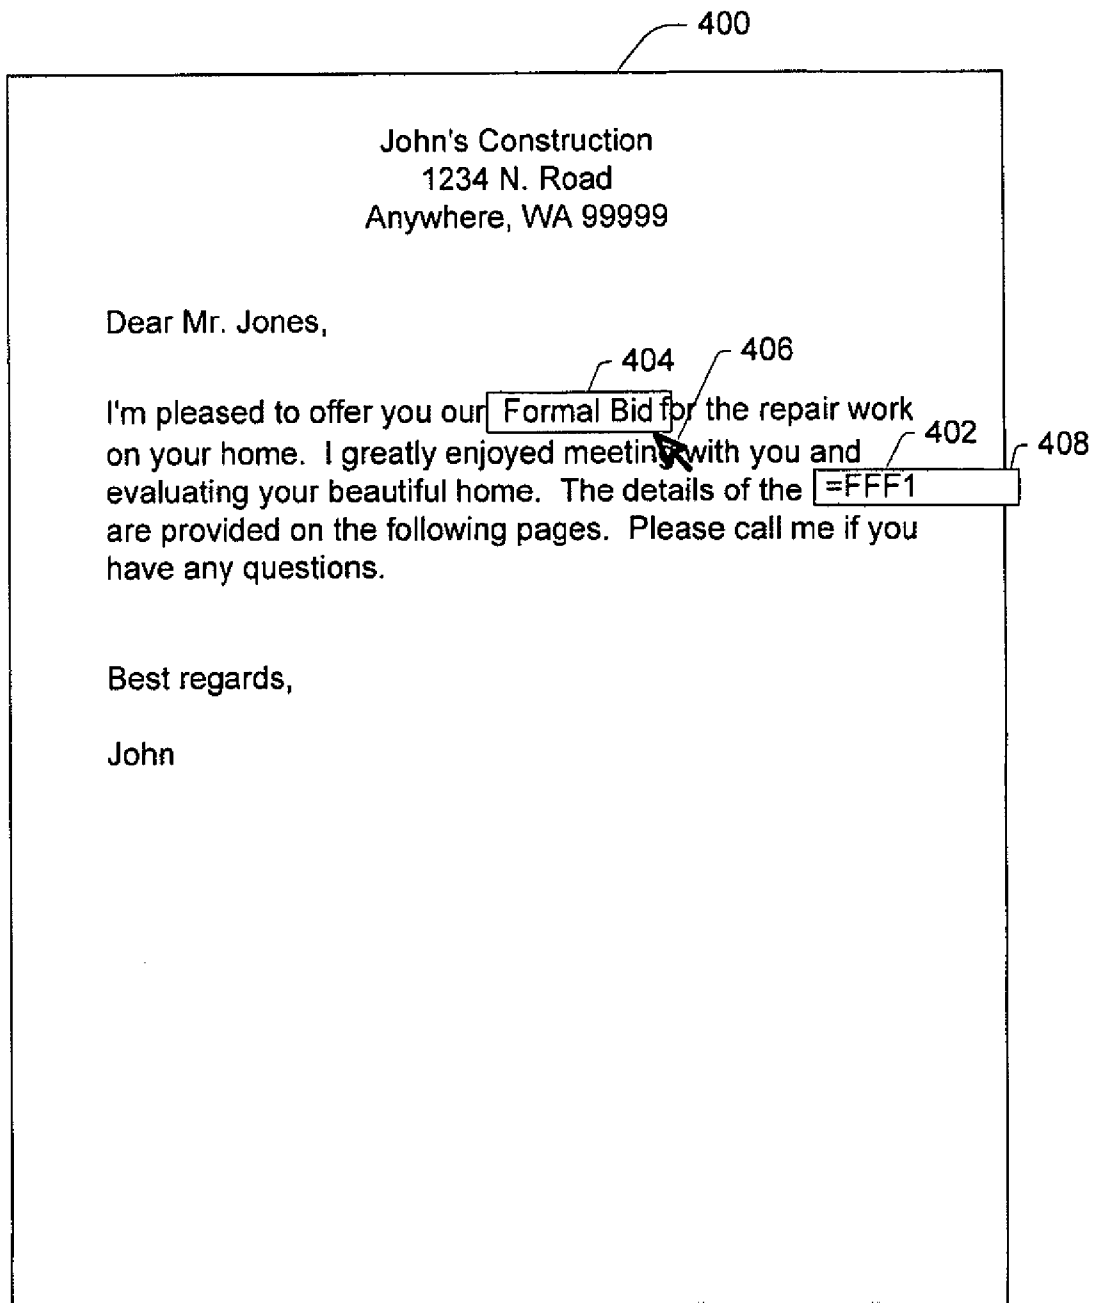 400
John's Construction
1234 N. Road
Anywhere, WA 99999
Dear Mr. Jones,
404 406
I'm pleased to offer you our Formal Bid for the repair work
402 408
on your home. I greatly enjoyed meeting with you and
evaluating your beautiful home. The details of the =FFF1
are provided on the following pages. Please call me if you
have any questions.
Best regards,
John